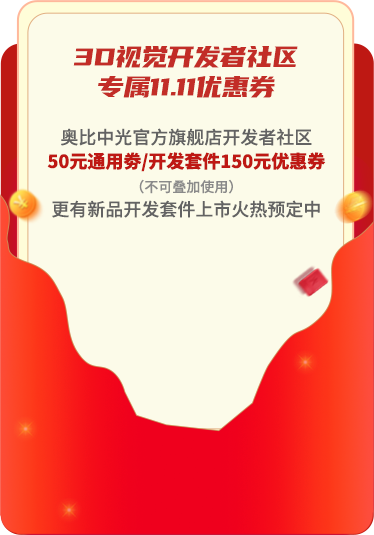 3D视觉开发者社区
专属11.11优惠券
奥比中光官方旗舰店开发者社区
50元通用券/开发套件150元优惠券
（不可叠加使用）
更有新品开发套件上市火热预定中